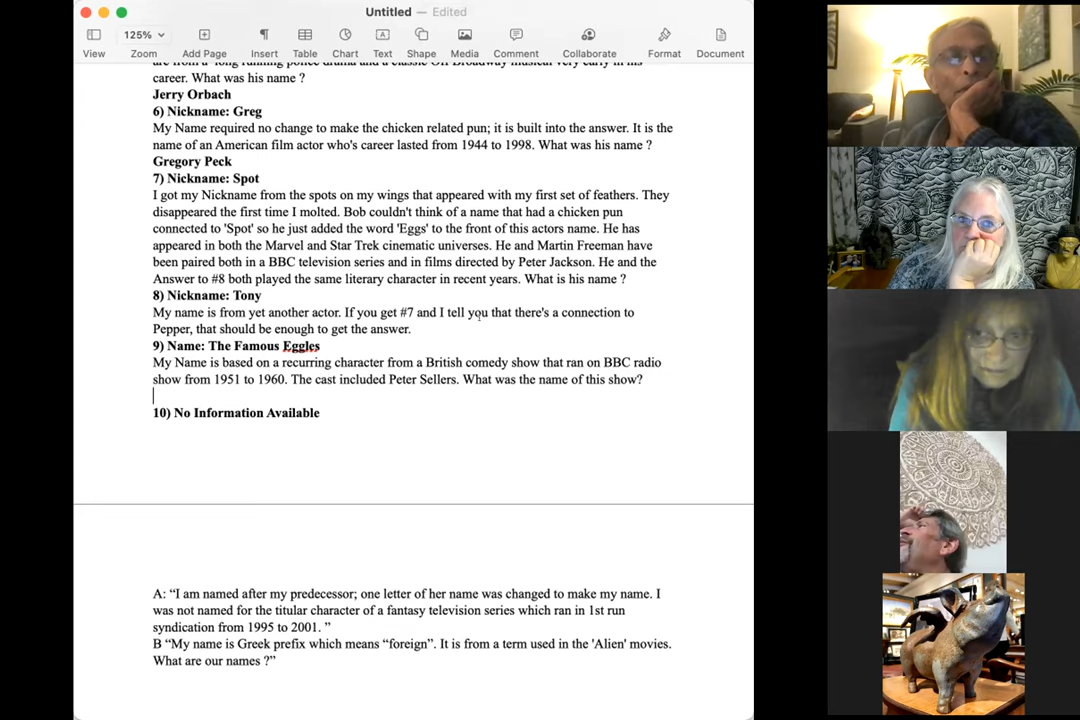 Untitled — Edited
125%
View Zoom Add Page Insert Table Chart Text Shape Media Comment Collaborate Format Document
are from a long running police drama and a classic Off Broadway musical very early in his
career. What was his name ?
Jerry Orbach
6) Nickname: Greg
My Name required no change to make the chicken related pun; it is built into the answer. It is the
name of an American film actor who's career lasted from 1944 to 1998. What was his name ?
Gregory Peck
7) Nickname: Spot
I got my Nickname from the spots on my wings that appeared with my first set of feathers. They
disappeared the first time I molted. Bob couldn't think of a name that had a chicken pun
connected to 'Spot' so he just added the word 'Eggs' to the front of this actors name. He has
appeared in both the Marvel and Star Trek cinematic universes. He and Martin Freeman have
been paired both in a BBC television series and in films directed by Peter Jackson. He and the
Answer to #8 both played the same literary character in recent years. What is his name ?
8) Nickname: Tony
My name is from yet another actor. If you get #7 and I tell you that there's a connection to
Pepper, that should be enough to get the answer.
9) Name: The Famous Eggles
My Name is based on a recurring character from a British comedy show that ran on BBC radio
show from 1951 to 1960. The cast included Peter Sellers. What was the name of this show?
10) No Information Available
A: “I am named after my predecessor; one letter of her name was changed to make my name. I
was not named for the titular character of a fantasy television series which ran in 1st run
syndication from 1995 to 2001. ”
B “My name is Greek prefix which means “foreign”. It is from a term used in the 'Alien' movies.
What are our names ?”